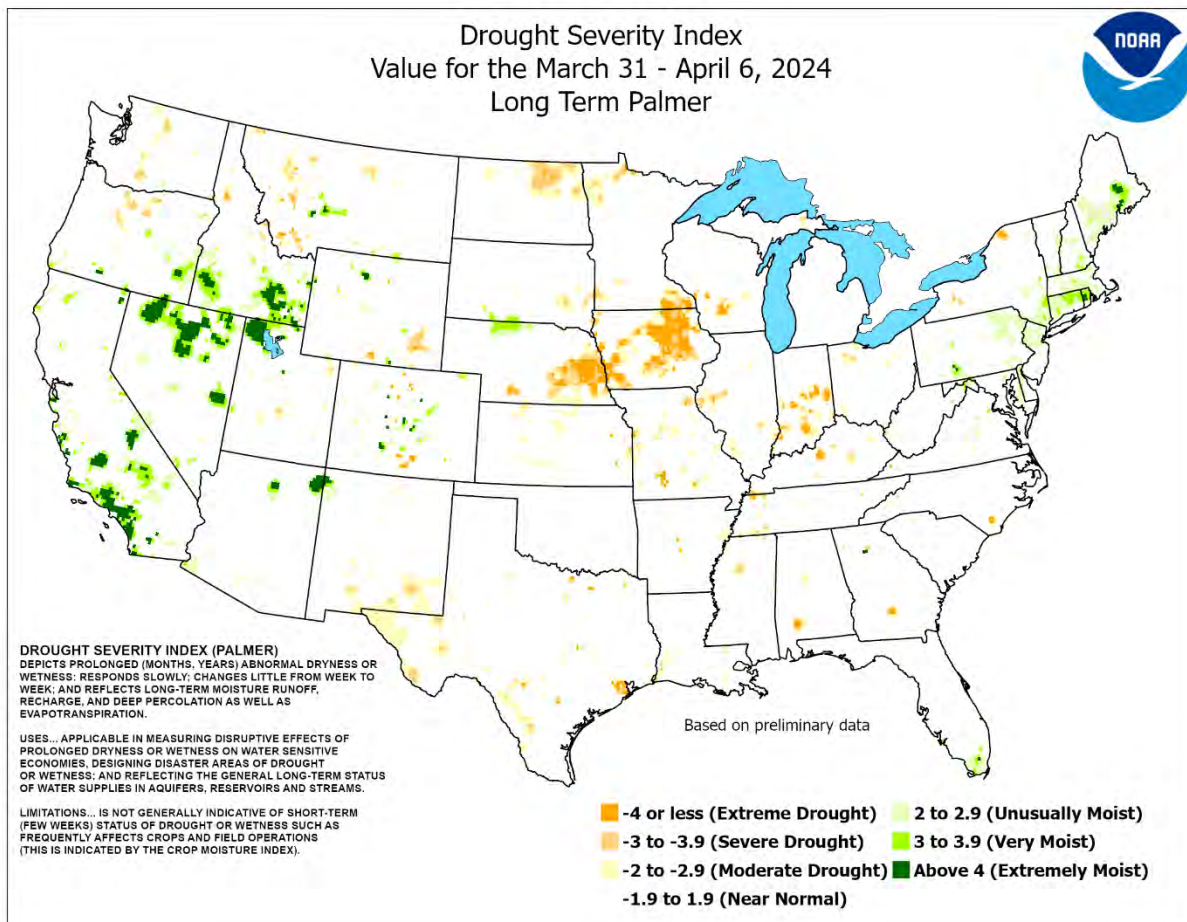 Drought Severity Index
Value for the March 31 - April 6, 2024
Long Term Palmer
NOAA
DROUGHT SEVERITY INDEX (PALMER)
DEPICTS PROLONGED (MONTHS, YEARS) ABNORMAL DRYNESS OR
WETNESS: RESPONDS SLOWLY; CHANGES LITTLE FROM WEEK TO
WEEK; AND REFLECTS LONG-TERM MOISTURE RUNOFF,
RECHARGE, AND DEEP PERCOLATION AS WELL AS
EVAPOTRANSPIRATION.
USES... APPLICABLE IN MEASURING DISRUPTIVE EFFECTS OF
PROLONGED DRYNESS OR WETNESS ON WATER SENSITIVE
ECONOMIES, DESIGNING DISASTER AREAS OF DROUGHT
OR WETNESS; AND REFLECTING THE GENERAL LONG-TERM STATUS
OF WATER SUPPLIES IN AQUIFERS, RESERVOIRS AND STREAMS.
LIMITATIONS... IS NOT GENERALLY INDICATIVE OF SHORT-TERM
(FEW WEEKS) STATUS OF DROUGHT OR WETNESS SUCH AS
FREQUENTLY AFFECTS CROPS AND FIELD OPERATIONS
(THIS IS INDICATED BY THE CROP MOISTURE INDEX).
Based on preliminary data
-4 or less (Extreme Drought)
-3 to -3.9 (Severe Drought)
-2 to -2.9 (Moderate Drought)
-1.9 to 1.9 (Near Normal)
2 to 2.9 (Unusually Moist)
3 to 3.9 (Very Moist)
Above 4 (Extremely Moist)